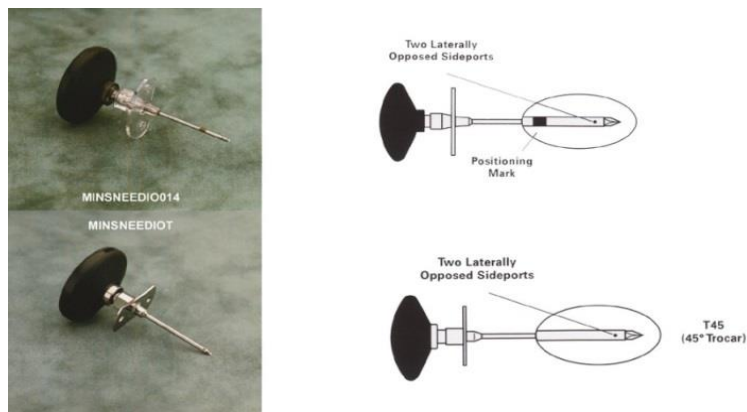 MINSNEEDIO014
MINSNEEDIOT
Two Laterally
Opposed Sideports
Positioning
Mark
Two Laterally
Opposed Sideports
T45
(45° Trocar)